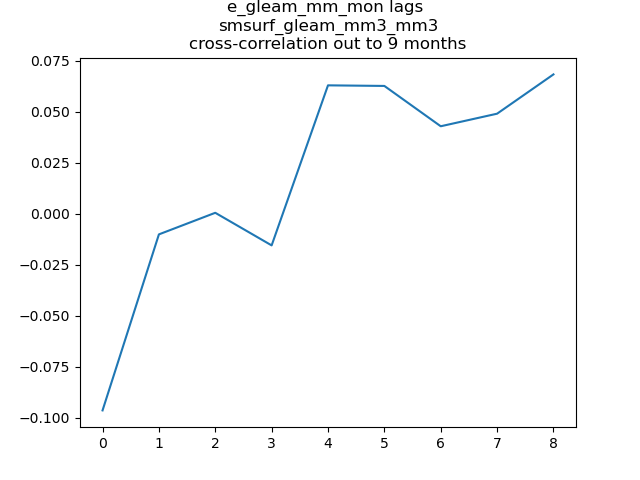 e_gleam_mm_mon lags
smsurf_gleam_mm3_mm3
cross-correlation out to 9 months
0.075
0.050
0.025
0.000
−0.025
−0.050
−0.075
−0.100
0 1 2 3 4 5 6 7 8